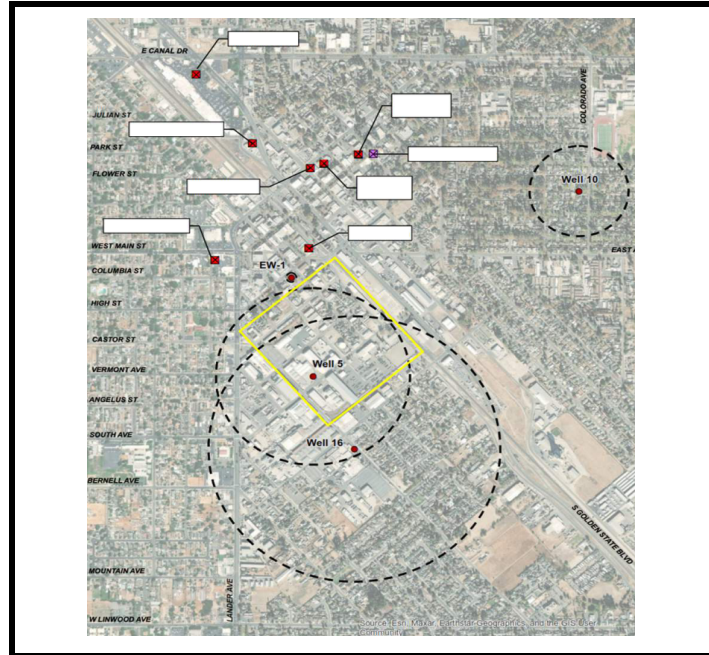 E CANAL DR
COLORADO AVE
JULIAN ST
PARK ST
FLOWER ST
Well 10
WEST MAIN ST
EAST
EW-1
COLUMBIA ST
HIGH ST
CASTOR ST
Well 5
VERMONT AVE
ANGELUS ST
SOUTH AVE
Well 16
BERNELL AVE
S GOLDEN STATE BLVD
MOUNTAIN AVE
LANDER AVE
W LINWOOD AVE
Source: Esri, Maxar, Earthstar Geographics, and the GIS User
Community